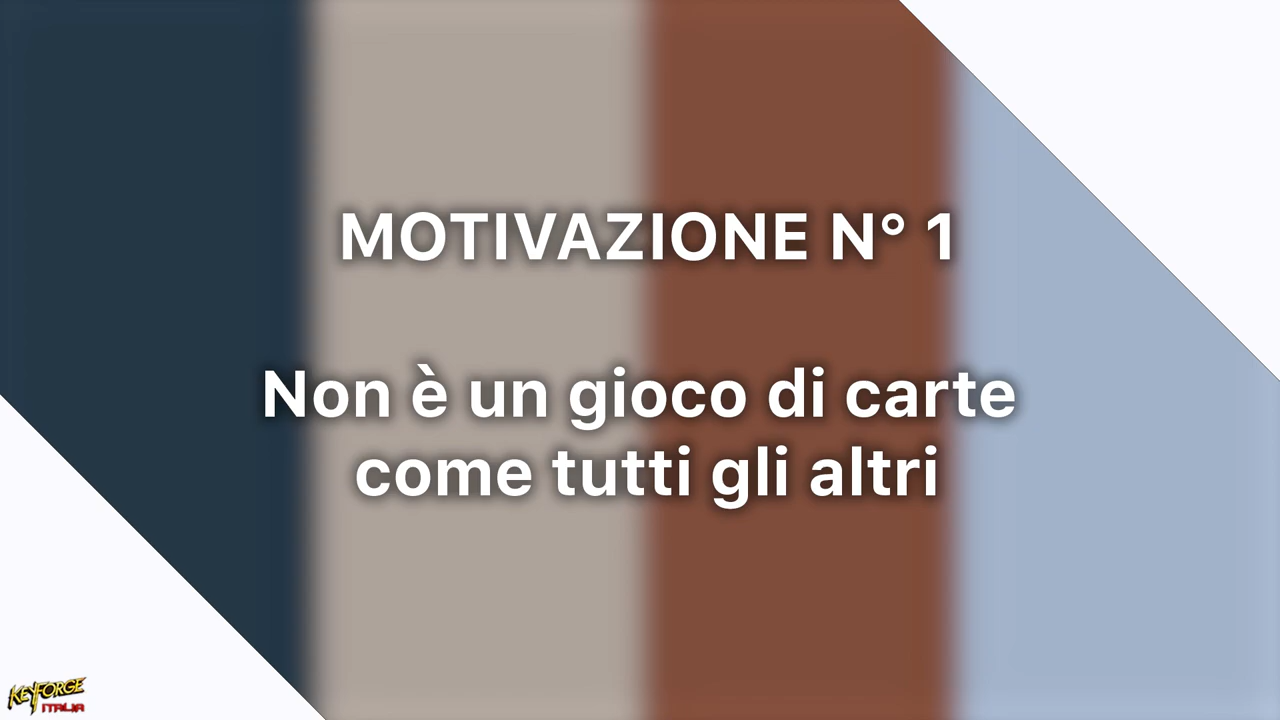 MOTIVAZIONE N° 1
Non è un gioco di carte
come tutti gli altri
KEYFORGE
ITALIA